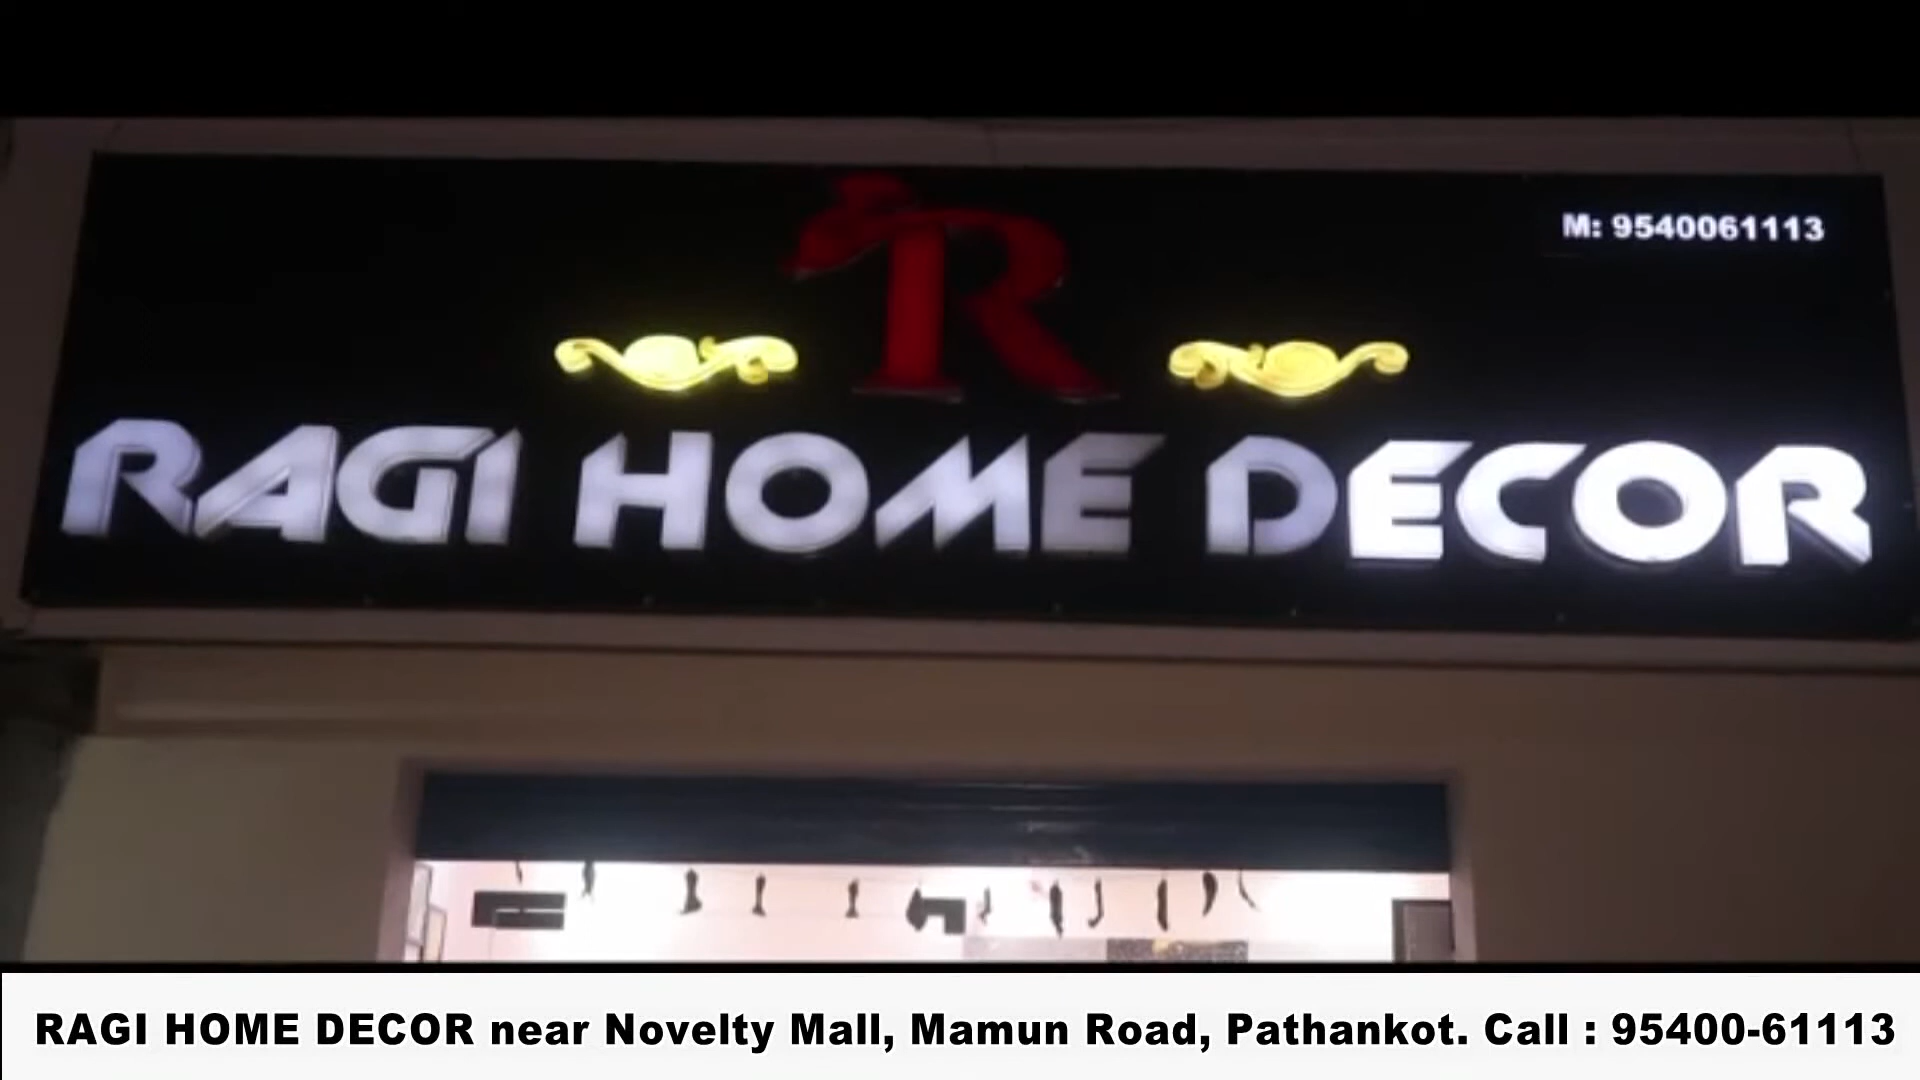 R
M: 9540061113
RAGI HOME DECOR
RAGI HOME DECOR near Novelty Mall, Mamun Road, Pathankot. Call : 95400-61113